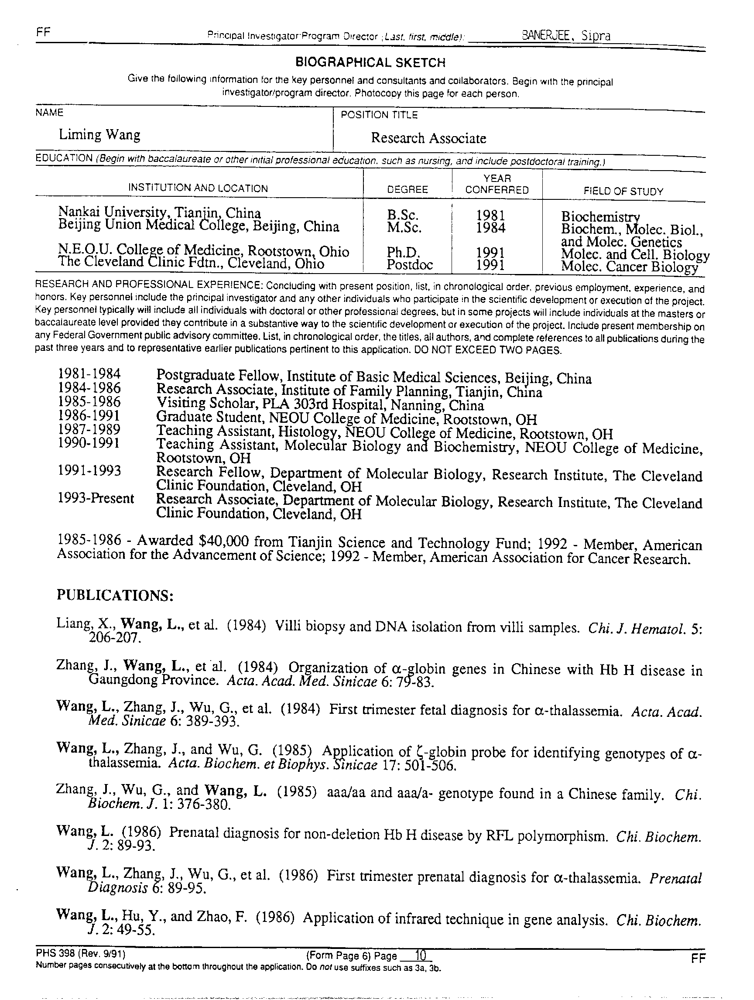 FF Principal Investigator/Program Director (Last, first, middle): BANERJEE, Sipra
BIOGRAPHICAL SKETCH
Give the following information for the key personnel and consultants and collaborators. Begin with the principal
investigator/program director. Photocopy this page for each person.
NAME POSITION TITLE
Liming Wang Research Associate
EDUCATION (Begin with baccalaureate or other initial professional education, such as nursing, and include postdoctoral training.)
INSTITUTION AND LOCATION DEGREE YEAR CONFERRED FIELD OF STUDY
Nankai University, Tianjin, China B.Sc. 1981 Biochemistry
Beijing Union Medical College, Beijing, China M.Sc. 1984 Biochem., Molec. Biol.,
and Molec. Genetics
N.E.O.U. College of Medicine, Rootstown, Ohio Ph.D. 1991 Molec. and Cell. Biology
The Cleveland Clinic Fdtn., Cleveland, Ohio Postdoc 1991 Molec. Cancer Biology
RESEARCH AND PROFESSIONAL EXPERIENCE: Concluding with present position, list, in chronological order, previous employment, experience, and
honors. Key personnel include the principal investigator and any other individuals who participate in the scientific development or execution of the project.
Key personnel typically will include all individuals with doctoral or other professional degrees, but in some projects will include individuals at the masters or
baccalaureate level provided they contribute in a substantive way to the scientific development or execution of the project. Include present membership on
any Federal Government public advisory committee. List, in chronological order, the titles, all authors, and complete references to all publications during the
past three years and to representative earlier publications pertinent to this application. DO NOT EXCEED TWO PAGES.
1981-1984 Postgraduate Fellow, Institute of Basic Medical Sciences, Beijing, China
1984-1986 Research Associate, Institute of Family Planning, Tianjin, China
1985-1986 Visiting Scholar, PLA 303rd Hospital, Nanning, China
1986-1991 Graduate Student, NEOU College of Medicine, Rootstown, OH
1987-1989 Teaching Assistant, Histology, NEOU College of Medicine, Rootstown, OH
1990-1991 Teaching Assistant, Molecular Biology and Biochemistry, NEOU College of Medicine,
Rootstown, OH
1991-1993 Research Fellow, Department of Molecular Biology, Research Institute, The Cleveland
Clinic Foundation, Cleveland, OH
1993-Present Research Associate, Department of Molecular Biology, Research Institute, The Cleveland
Clinic Foundation, Cleveland, OH
1985-1986 - Awarded $40,000 from Tianjin Science and Technology Fund; 1992 - Member, American
Association for the Advancement of Science; 1992 - Member, American Association for Cancer Research.
PUBLICATIONS:
Liang, X., Wang, L., et al. (1984) Villi biopsy and DNA isolation from villi samples. Chi. J. Hematol. 5:
206-207.
Zhang, J., Wang, L., et al. (1984) Organization of α-globin genes in Chinese with Hb H disease in
Gaungdong Province. Acta. Acad. Med. Sinicae 6: 79-83.
Wang, L., Zhang, J., Wu, G., et al. (1984) First trimester fetal diagnosis for α-thalassemia. Acta. Acad.
Med. Sinicae 6: 389-393.
Wang, L., Zhang, J., and Wu, G. (1985) Application of ζ-globin probe for identifying genotypes of α-
thalassemia. Acta. Biochem. et Biophys. Sinicae 17: 501-506.
Zhang, J., Wu, G., and Wang, L. (1985) aaa/aa and aaa/a- genotype found in a Chinese family. Chi.
Biochem. J. 1: 376-380.
Wang, L. (1986) Prenatal diagnosis for non-deletion Hb H disease by RFL polymorphism. Chi. Biochem.
J. 2: 89-93.
Wang, L., Zhang, J., Wu, G., et al. (1986) First trimester prenatal diagnosis for α-thalassemia. Prenatal
Diagnosis 6: 89-95.
Wang, L., Hu, Y., and Zhao, F. (1986) Application of infrared technique in gene analysis. Chi. Biochem.
J. 2: 49-55.
PHS 398 (Rev. 9/91) (Form Page 6) Page 10 FF
Number pages consecutively at the bottom throughout the application. Do not use suffixes such as 3a, 3b.